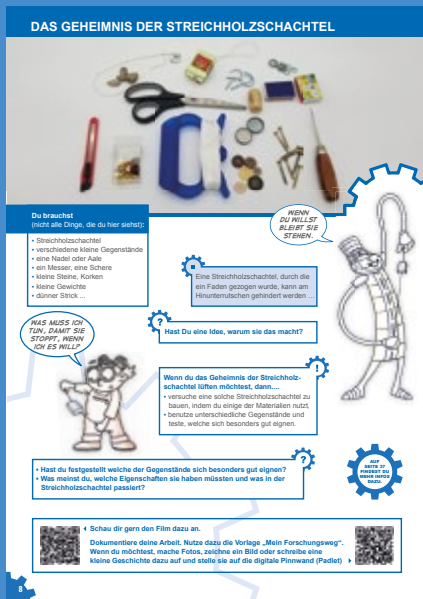 DAS GEHEIMNIS DER STREICHHOLZSCHACHTEL
Du brauchst
(nicht alle Dinge, die du hier siehst):
• Streichholzschachtel
• verschiedene kleine Gegenstände
• eine Nadel oder Aale
• ein Messer, eine Schere
• kleine Steine, Korken
• kleine Gewichte
• dünner Strick ...
WENN
DU WILLST
BLEIBT SIE
STEHEN.
Eine Streichholzschachtel, durch die
ein Faden gezogen wurde, kann am
Hinunterrutschen gehindert werden ...
WAS MUSS ICH
TUN, DAMIT SIE
STOPPT, WENN
ICH ES WILL?
?
Hast Du eine Idee, warum sie das macht?
!
Wenn du das Geheimnis der Streichholz-
schachtel lüften möchtest, dann....
• versuche eine solche Streichholzschachtel zu
bauen, indem du einige der Materialien nutzt,
• benutze unterschiedliche Gegenstände und
teste, welche sich besonders gut eignen.
?
• Hast du festgestellt welche der Gegenstände sich besonders gut eignen?
• Was meinst du, welche Eigenschaften sie haben müssten und was in der
Streichholzschachtel passiert?
AUF
SEITE 37
FINDEST DU
MEHR INFOS
DAZU.
Schau dir gern den Film dazu an.
Dokumentiere deine Arbeit. Nutze dazu die Vorlage „Mein Forschungsweg“.
Wenn du möchtest, mache Fotos, zeichne ein Bild oder schreibe eine
kleine Geschichte dazu auf und stelle sie auf die digitale Pinnwand (Padlet)
8